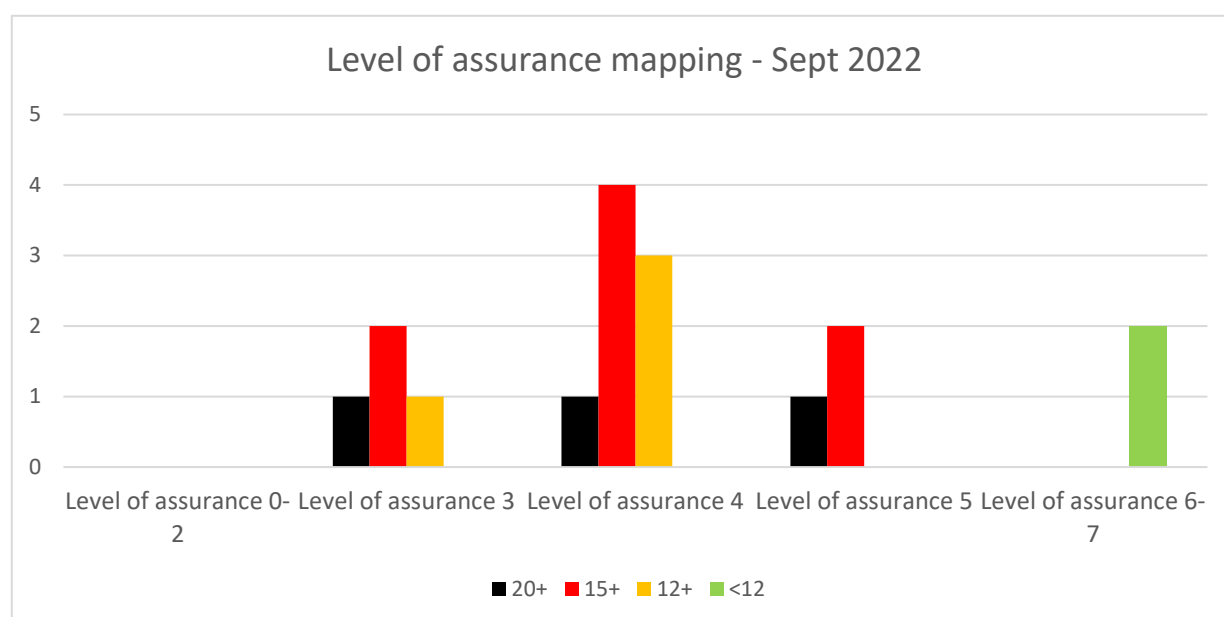 Level of assurance mapping - Sept 2022
5
4
3
2
1
0
Level of assurance 0-
2
Level of assurance 3
Level of assurance 4
Level of assurance 5
Level of assurance 6-
7
20+ 15+ 12+ <12